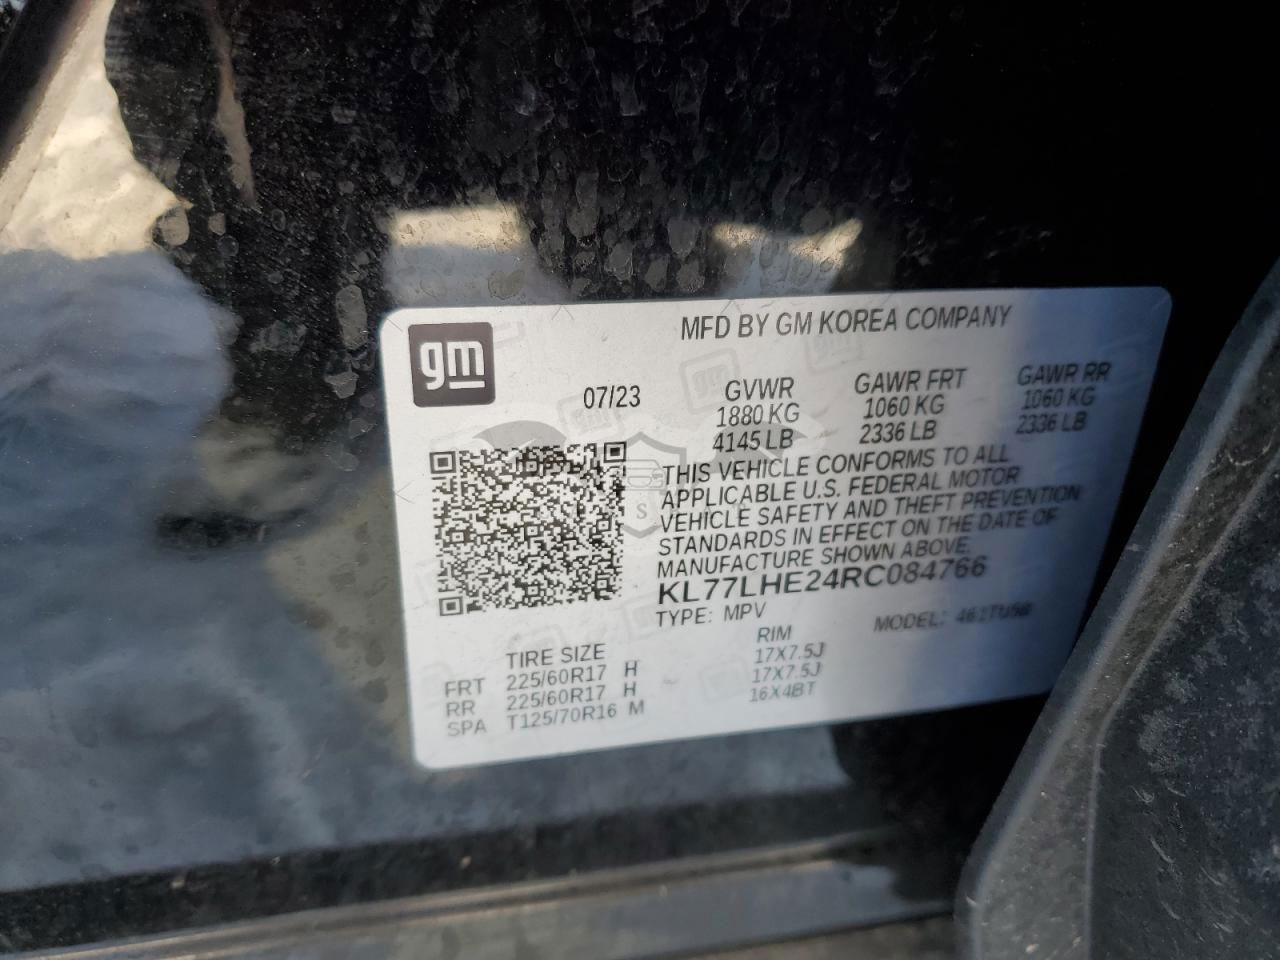 gm
MFD BY GM KOREA COMPANY
07/23
GVWR GAWR FRT GAWR RR
1880 KG 1060 KG 1060 KG
4145 LB 2336 LB 2336 LB
THIS VEHICLE CONFORMS TO ALL
APPLICABLE U.S. FEDERAL MOTOR
VEHICLE SAFETY AND THEFT PREVENTION
STANDARDS IN EFFECT ON THE DATE OF
MANUFACTURE SHOWN ABOVE.
KL77LHE24RC084766
TYPE: MPV MODEL:
TIRE SIZE RIM
FRT 225/60R17 H 17X7.5J
RR 225/60R17 H 17X7.5J
SPA T125/70R16 M 16X4BT